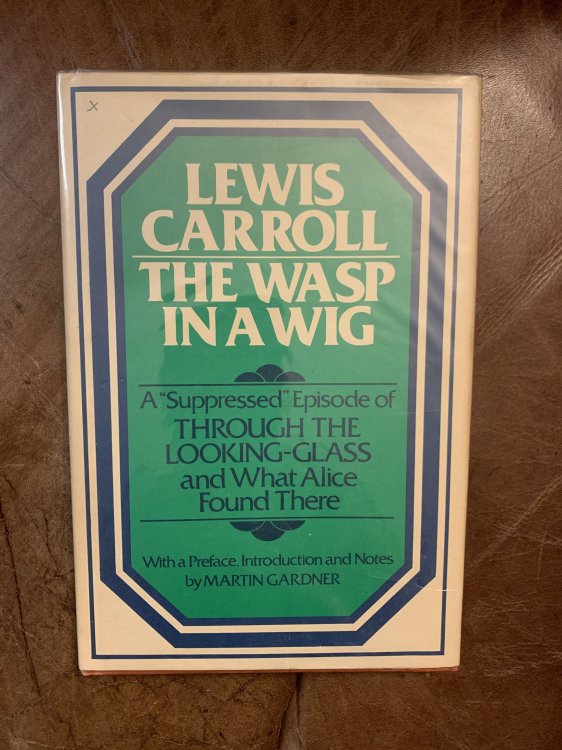 x
LEWIS
CARROLL
THE WASP
IN A WIG
A "Suppressed" Episode of
THROUGH THE
LOOKING-GLASS
and What Alice
Found There
With a Preface, Introduction and Notes
by MARTIN GARDNER